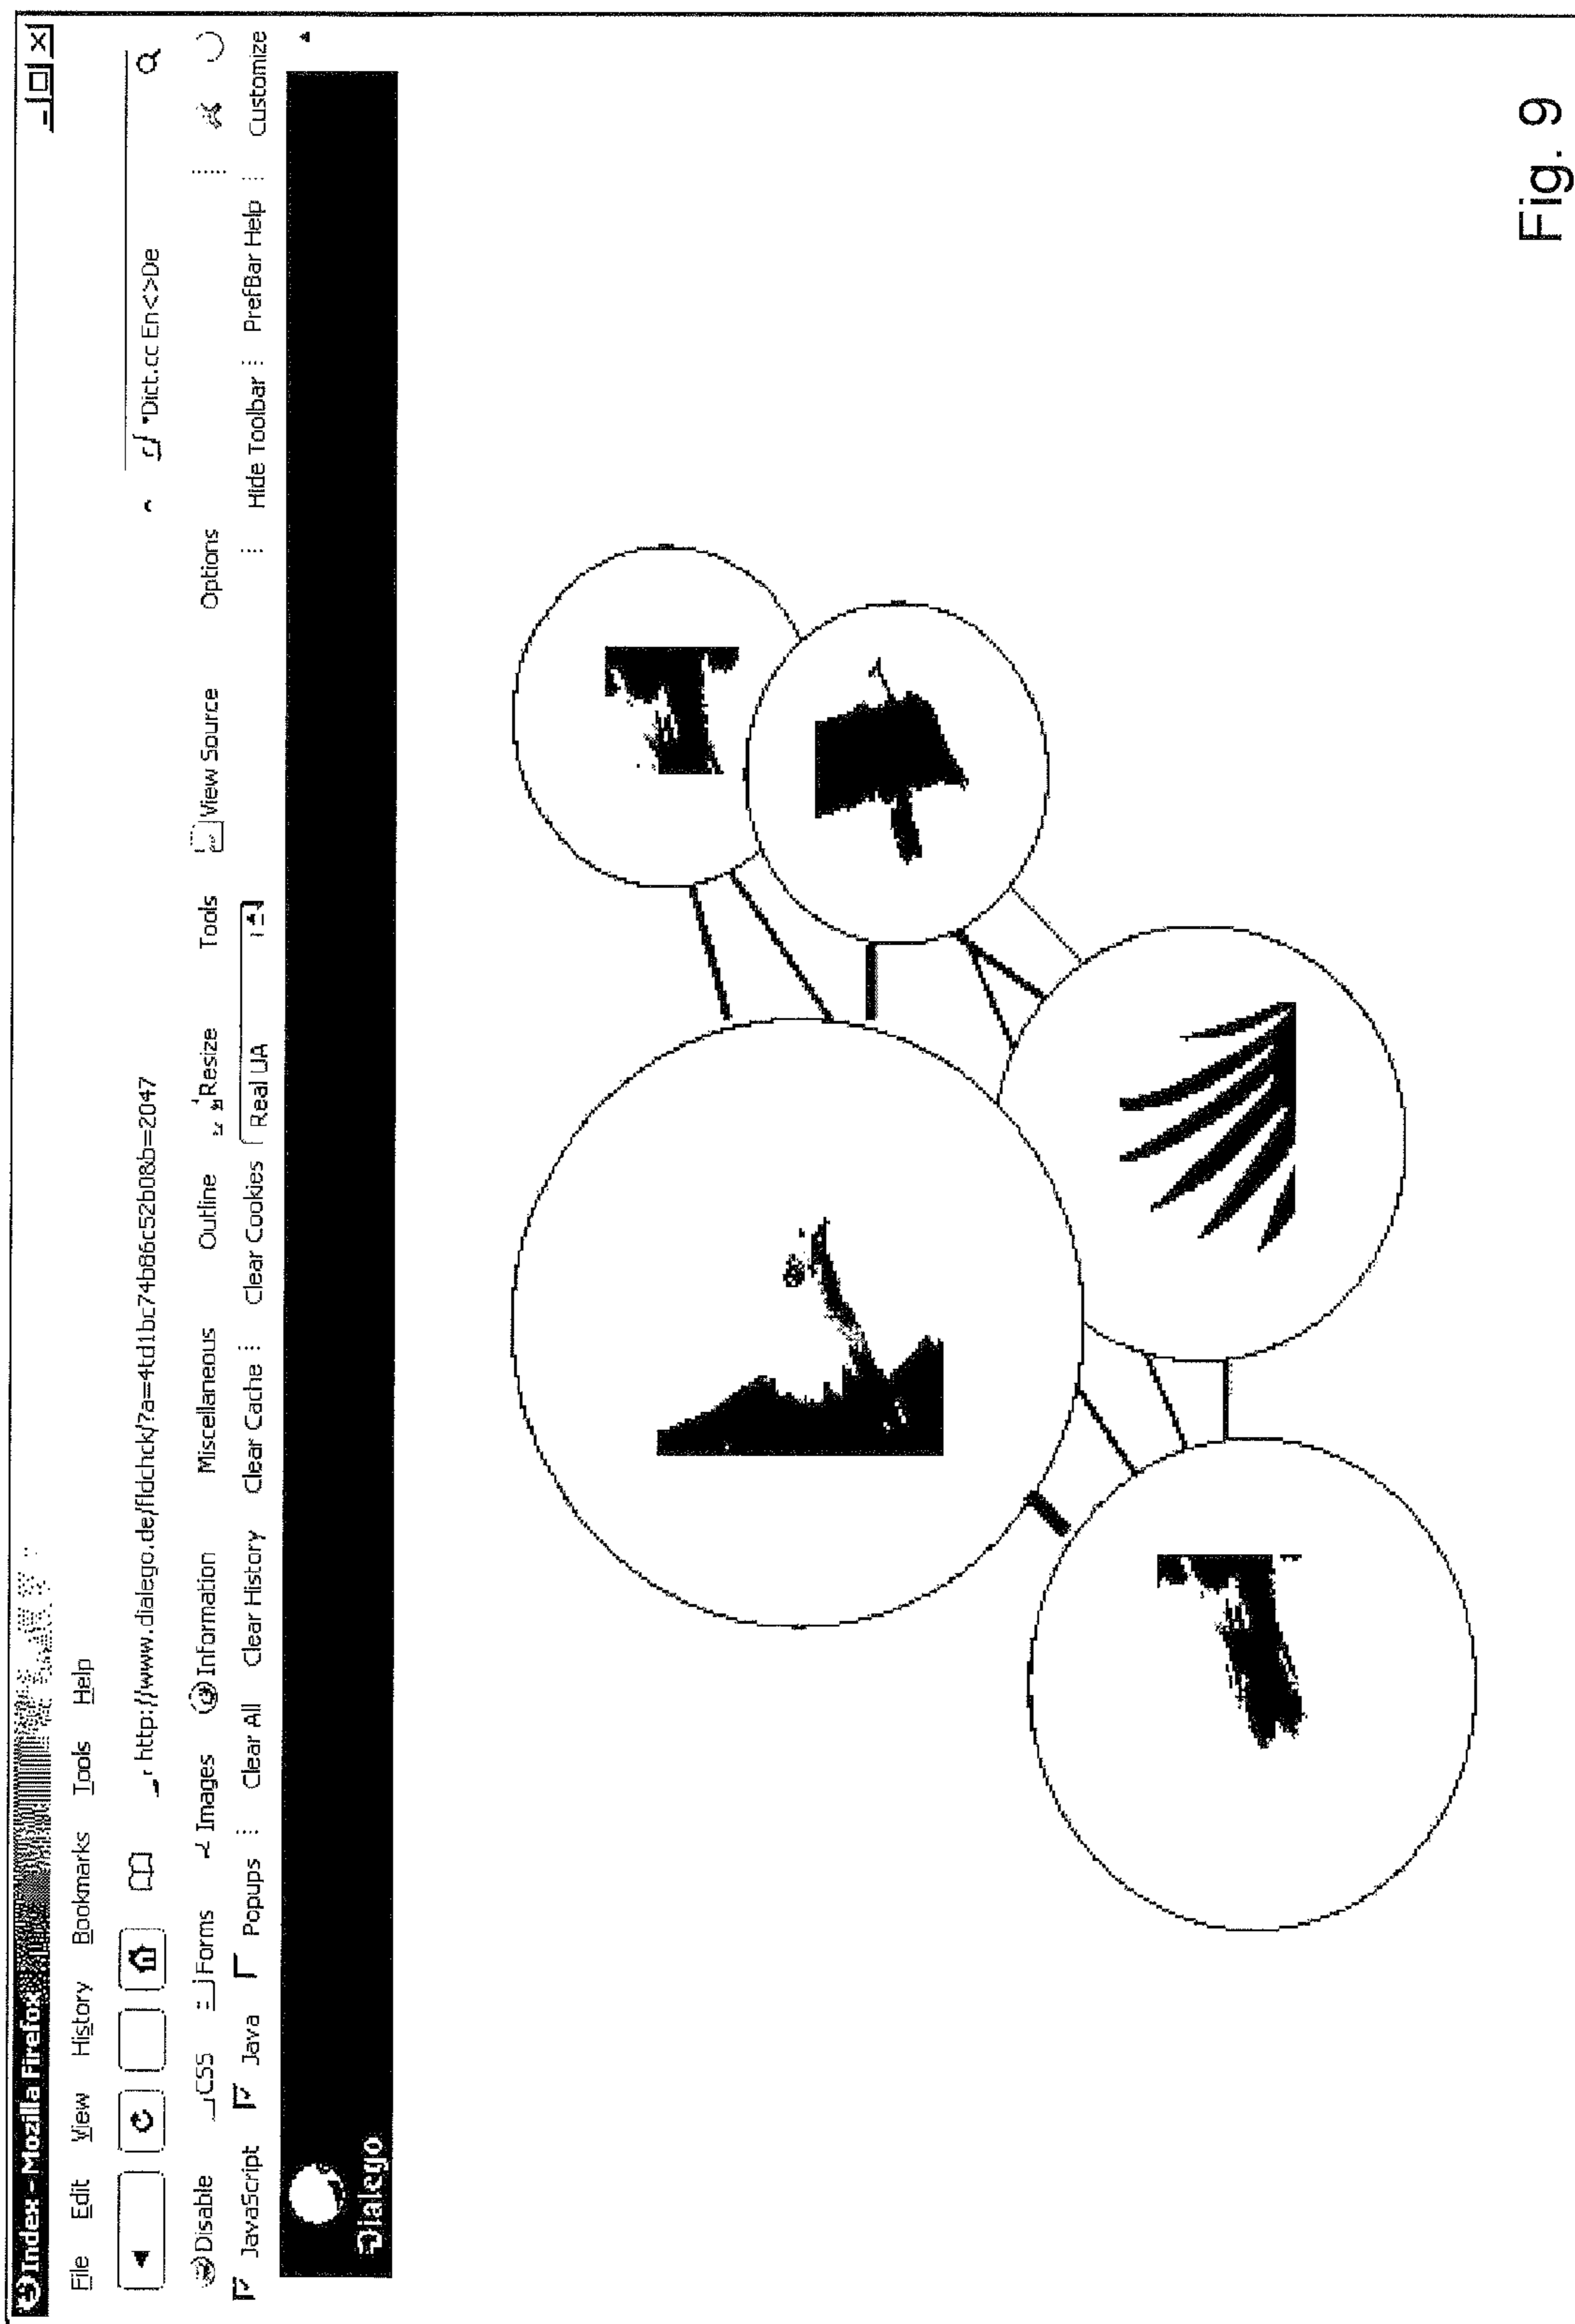 Index - Mozilla Firefox
File Edit View History Bookmarks Tools Help
http://www.dialego.de/fldchck/?a=4td1bc74b86c52b0&b=2047 *Dict.cc En<>De
Disable CSS Forms Images Information Miscellaneous Outline Resize Tools View Source Options
JavaScript Java Popups Clear All Clear History Clear Cache Clear Cookies Real UA Hide Toolbar PrefBar Help Customize
Dialego
Fig. 9